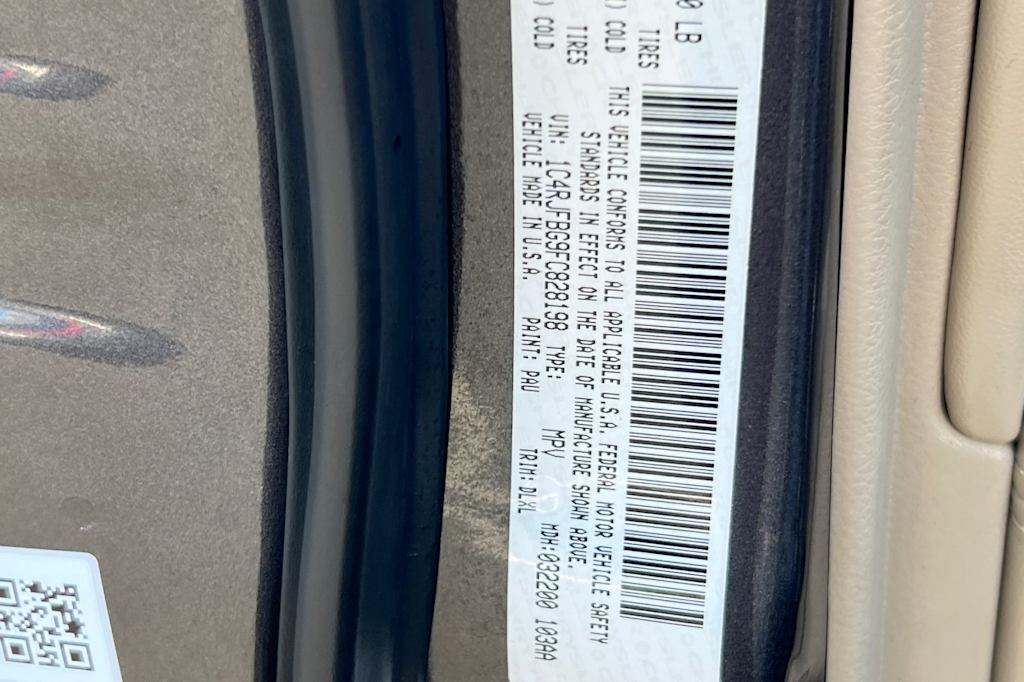 0 LB
TIRES
) COLD
TIRES
) COLD
THIS VEHICLE CONFORMS TO ALL APPLICABLE U.S.A. FEDERAL MOTOR VEHICLE SAFETY
STANDARDS IN EFFECT ON THE DATE OF MANUFACTURE SHOWN ABOVE.
VIN: 1C4RJFBG9FC828198 TYPE: MPV MDH:032200 103AA
VEHICLE MADE IN U.S.A. PAINT: PAU TRIM: DLXL